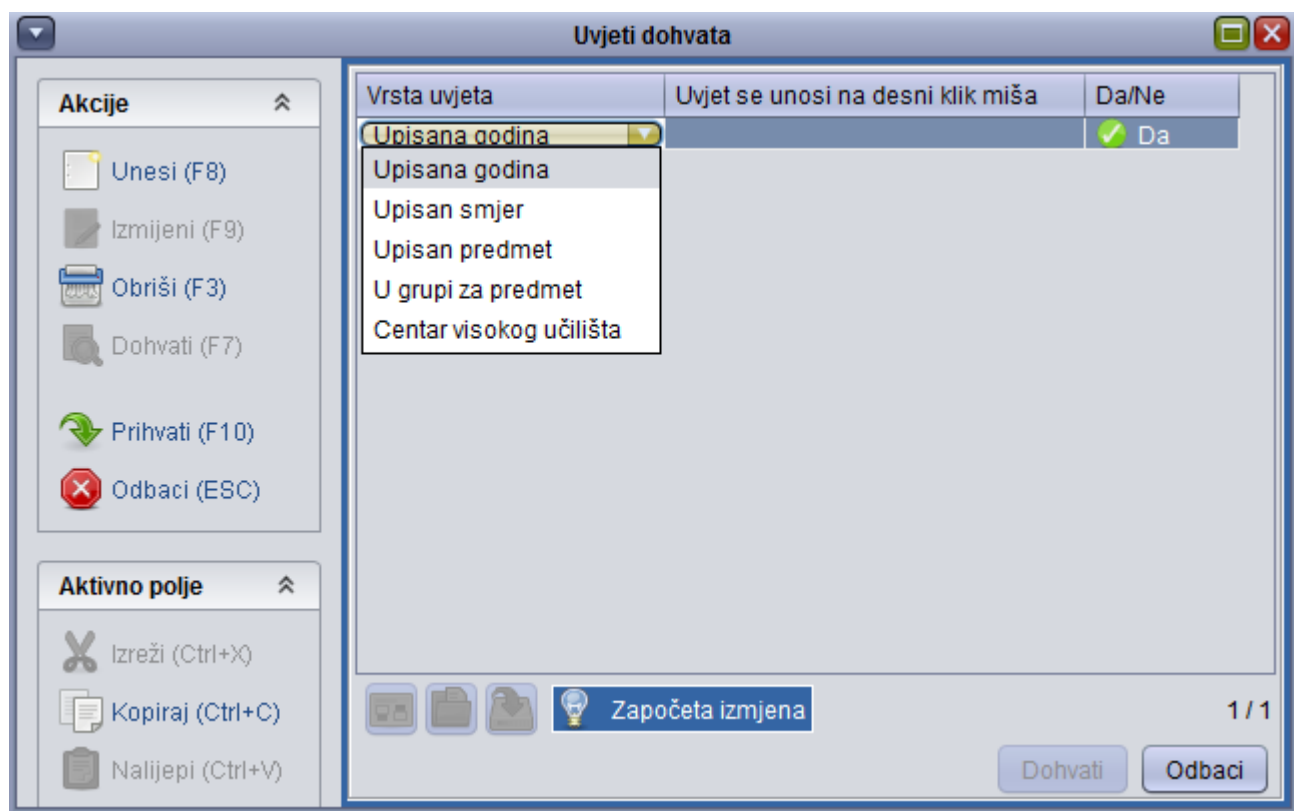 Uvjeti dohvata
Akcije
Unesi (F8)
Izmijeni (F9)
Obriši (F3)
Dohvati (F7)
Prihvati (F10)
Odbaci (ESC)
Aktivno polje
Izreži (Ctrl+X)
Kopiraj (Ctrl+C)
Nalijepi (Ctrl+V)
Vrsta uvjeta Uvjet se unosi na desni klik miša Da/Ne
Upisana godina Da
Upisana godina
Upisan smjer
Upisan predmet
U grupi za predmet
Centar visokog učilišta
Započeta izmjena 1 / 1
Dohvati Odbaci